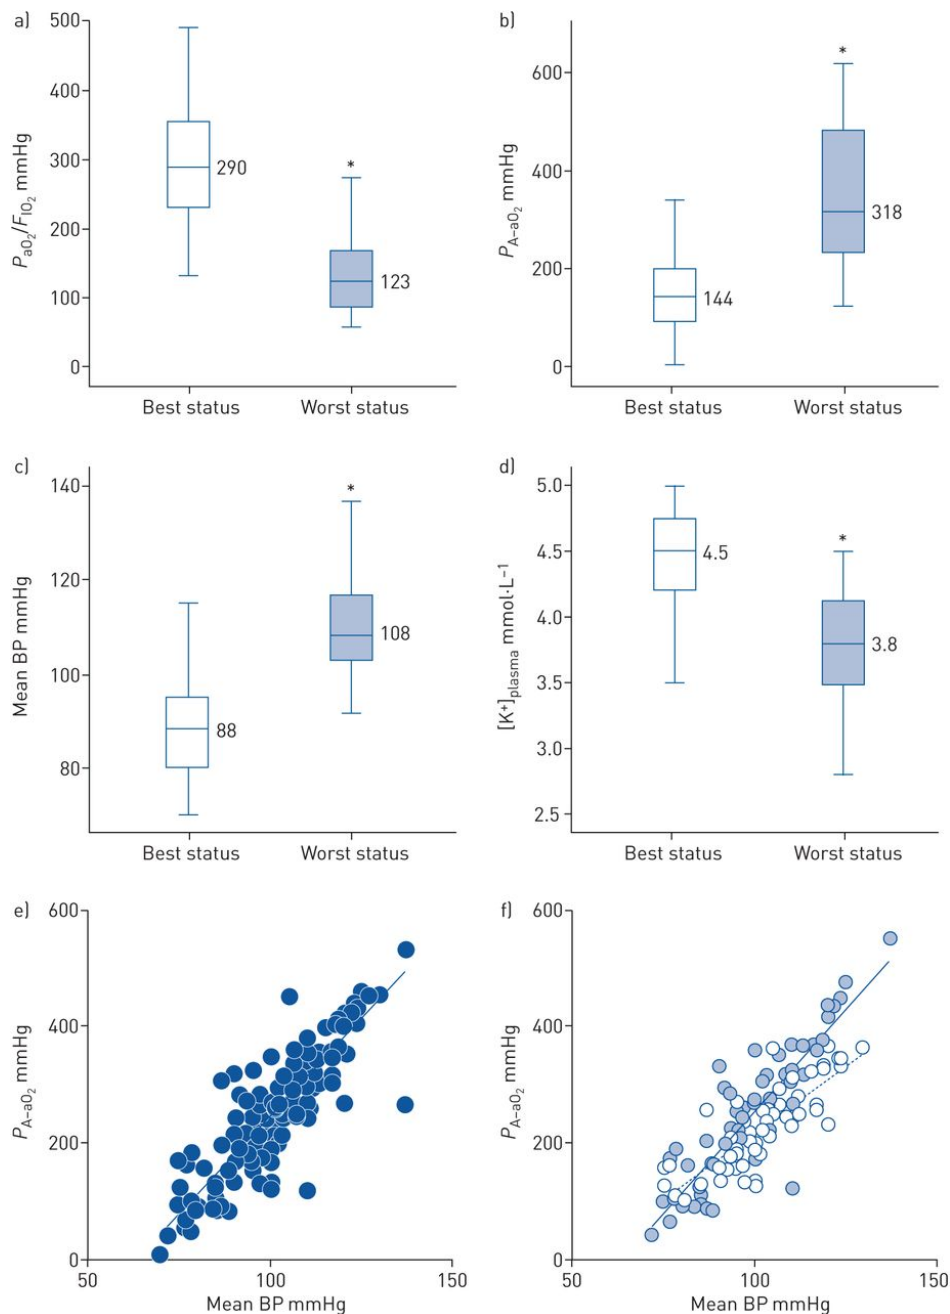 a)
500
400
300
200
100
0
PaO₂/FIO₂ mmHg
290
*
123
Best status
Worst status
b)
600
400
200
0
PA–aO₂ mmHg
144
*
318
Best status
Worst status
c)
140
120
100
80
Mean BP mmHg
88
*
108
Best status
Worst status
d)
5.0
4.5
4.0
3.5
3.0
2.5
[K⁺]plasma mmol·L⁻¹
4.5
*
3.8
Best status
Worst status
e)
600
400
200
0
PA–aO₂ mmHg
50
100
150
Mean BP mmHg
f)
600
400
200
0
PA–aO₂ mmHg
50
100
150
Mean BP mmHg